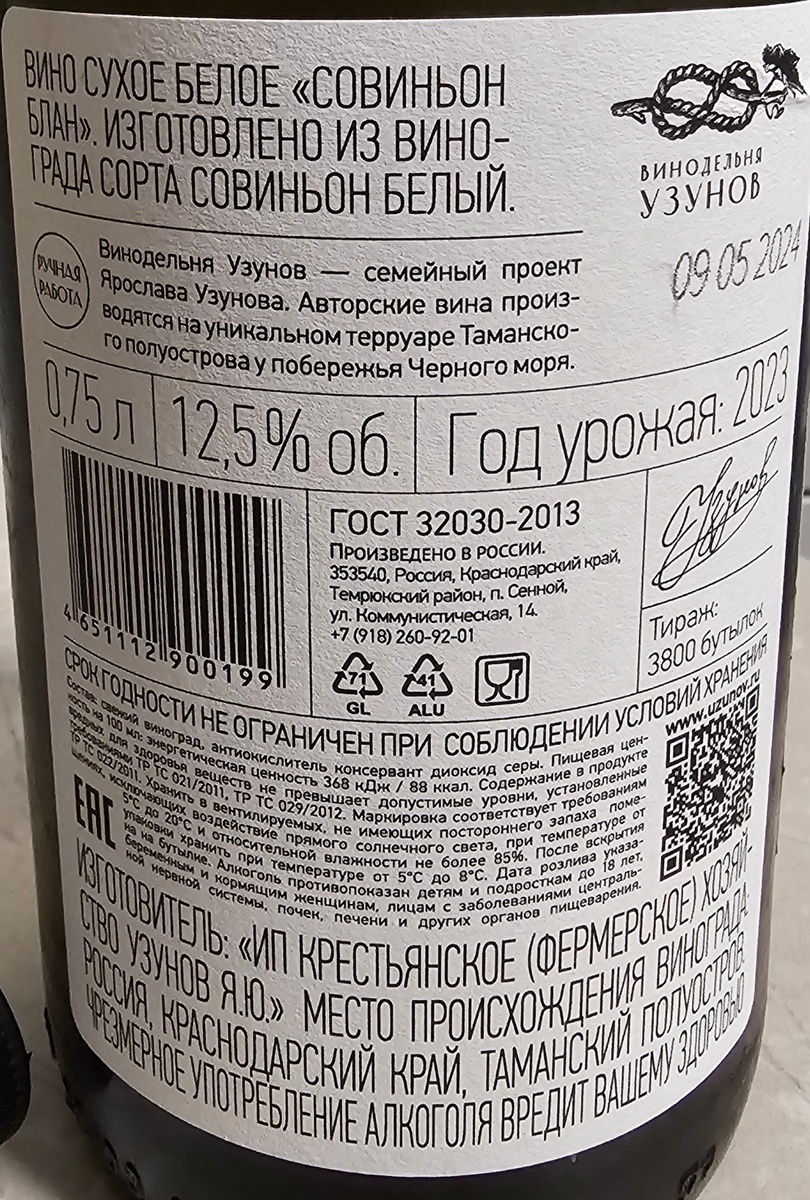 ВИНО СУХОЕ БЕЛОЕ «СОВИНЬОН
БЛАН». ИЗГОТОВЛЕНО ИЗ ВИНО-
ГРАДА СОРТА СОВИНЬОН БЕЛЫЙ.
ВИНОДЕЛЬНЯ
УЗУНОВ
09 05 2024
РУЧНАЯ
РАБОТА
Винодельня Узунов — семейный проект
Ярослава Узунова. Авторские вина произ-
водятся на уникальном терруаре Таманско-
го полуострова у побережья Черного моря.
0,75 л
12,5% об.
Год урожая: 2023
4 651112 900199
ГОСТ 32030-2013
ПРОИЗВЕДЕНО В РОССИИ.
353540, Россия, Краснодарский край,
Темрюкский район, п. Сенной,
ул. Коммунистическая, 14.
+7 (918) 260-92-01
71
GL
41
ALU
Узунов
Тираж:
3800 бутылок
СРОК ГОДНОСТИ НЕ ОГРАНИЧЕН ПРИ СОБЛЮДЕНИИ УСЛОВИЙ ХРАНЕНИЯ
www.uzunov.ru
Состав: свежий виноград, антиокислитель консервант диоксид серы. Пищевая цен-
ность на 100 мл: энергетическая ценность 368 кДж / 88 ккал. Содержание в продукте
вредных для здоровья веществ не превышает допустимые уровни, установленные
требованиями ТР ТС 021/2011, ТР ТС 029/2012. Маркировка соответствует требованиям
ТР ТС 022/2011. Хранить в вентилируемых, не имеющих постороннего запаха поме-
щениях, исключающих воздействие прямого солнечного света, при температуре от
5°С до 20°С и относительной влажности не более 85%. После вскрытия
упаковки хранить при температуре от 5°С до 8°С. Дата розлива указа-
на на бутылке. Алкоголь противопоказан детям и подросткам до 18 лет,
беременным и кормящим женщинам, лицам с заболеваниями централь-
ной нервной системы, почек, печени и других органов пищеварения.
ЕАС
ИЗГОТОВИТЕЛЬ: «ИП КРЕСТЬЯНСКОЕ (ФЕРМЕРСКОЕ) ХОЗЯЙ-
СТВО УЗУНОВ Я.Ю.» МЕСТО ПРОИСХОЖДЕНИЯ ВИНОГРАДА:
РОССИЯ, КРАСНОДАРСКИЙ КРАЙ, ТАМАНСКИЙ ПОЛУОСТРОВ.
ЧРЕЗМЕРНОЕ УПОТРЕБЛЕНИЕ АЛКОГОЛЯ ВРЕДИТ ВАШЕМУ ЗДОРОВЬЮ